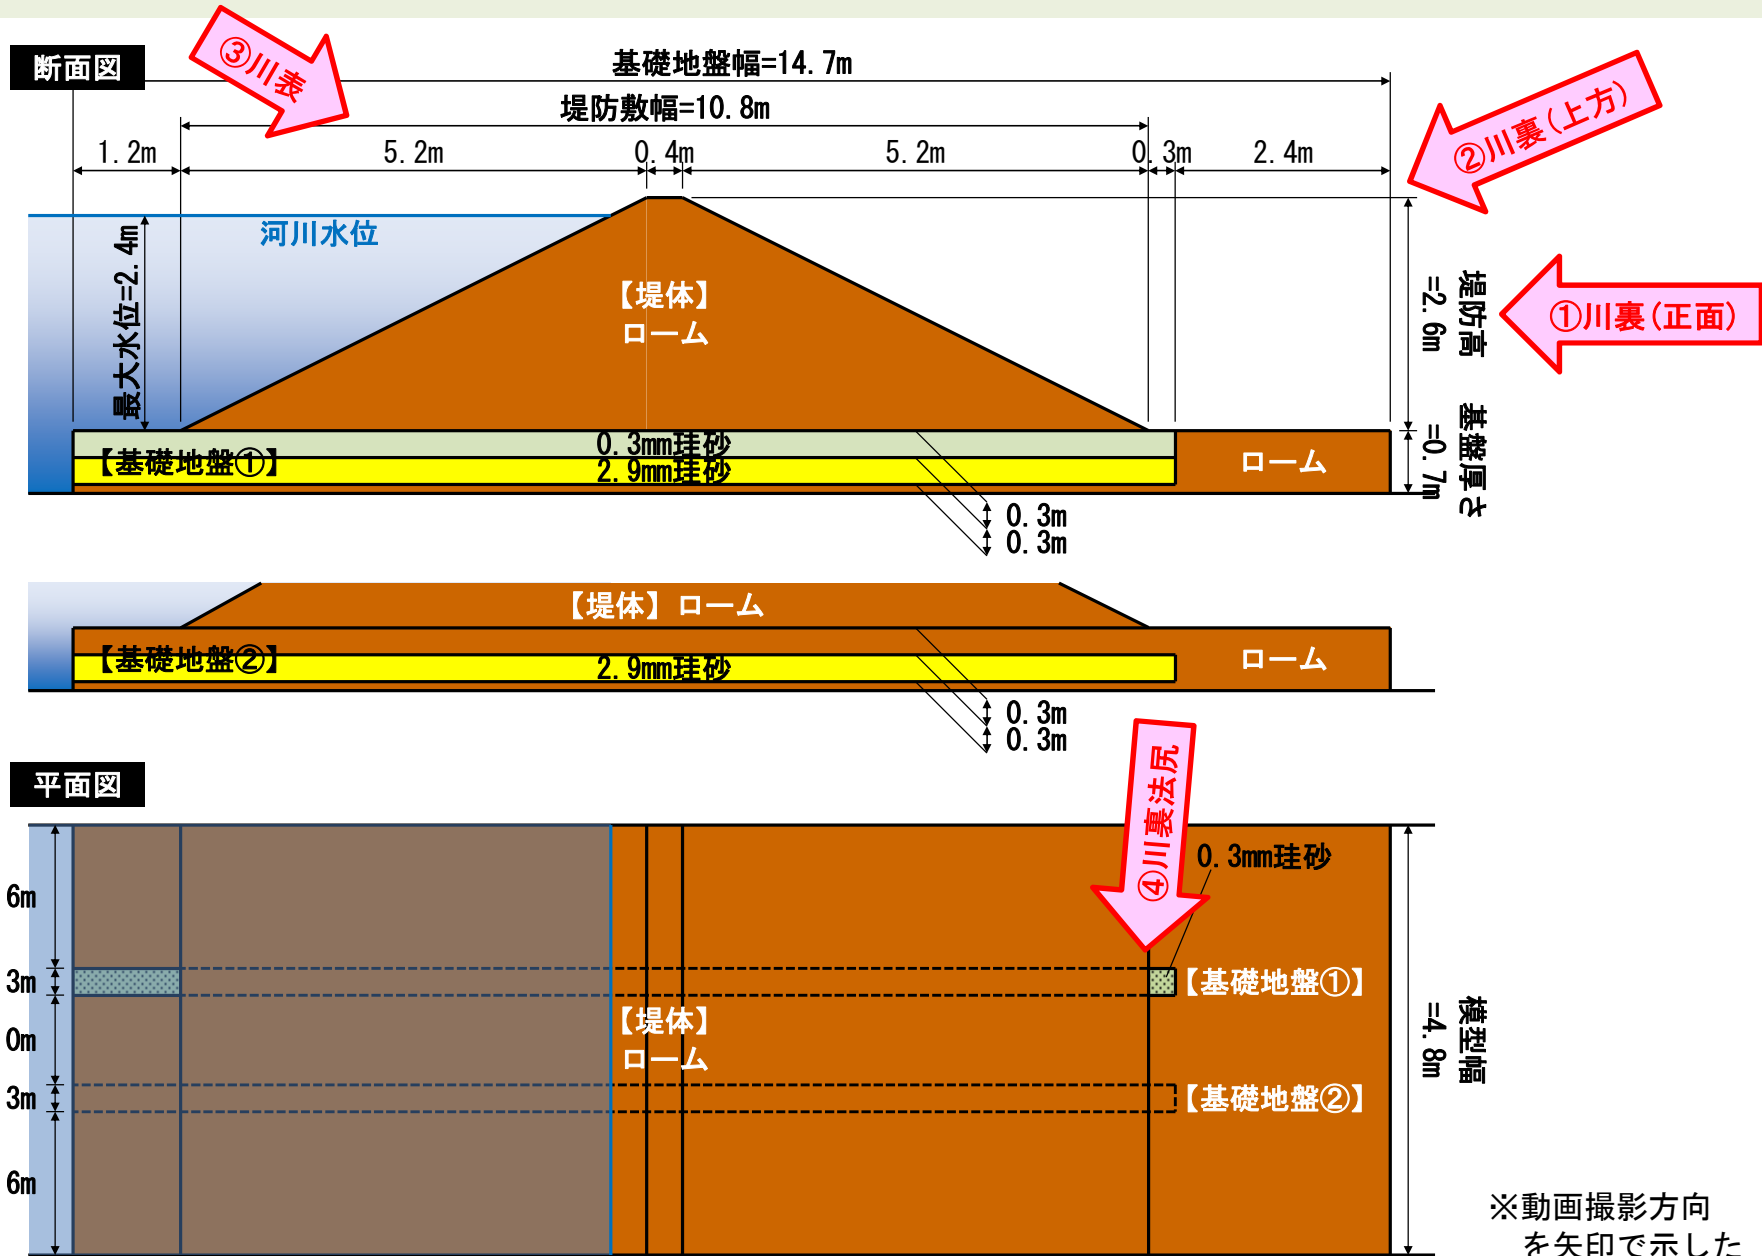 断面図
③川表
基礎地盤幅=14.7m
堤防敷幅=10.8m
1.2m
5.2m
0.4m
5.2m
0.3m
2.4m
②川裏(上方)
河川水位
最大水位=2.4m
【堤体】
ローム
堤防高
=2.6m
①川裏(正面)
0.3mm珪砂
【基礎地盤①】
2.9mm珪砂
ローム
基盤厚さ
=0.7m
0.3m
0.3m
【堤体】ローム
【基礎地盤②】
2.9mm珪砂
ローム
0.3m
0.3m
平面図
④川裏法尻
0.3mm珪砂
6m
3m
【基礎地盤①】
0m
【堤体】
ローム
模型幅
=4.8m
3m
【基礎地盤②】
6m
※動画撮影方向
を矢印で示した